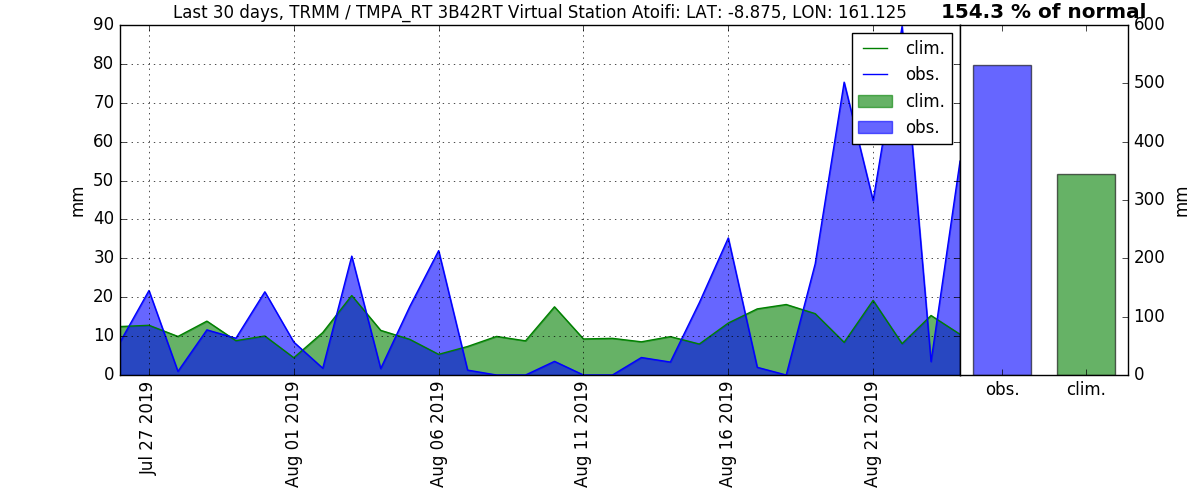 Last 30 days, TRMM / TMPA_RT 3B42RT Virtual Station Atoifi: LAT: -8.875, LON: 161.125
154.3 % of normal
90
80
70
60
50
40
30
20
10
0
mm
clim.
obs.
clim.
obs.
Jul 27 2019
Aug 01 2019
Aug 06 2019
Aug 11 2019
Aug 16 2019
Aug 21 2019
600
500
400
300
200
100
0
mm
obs.
clim.